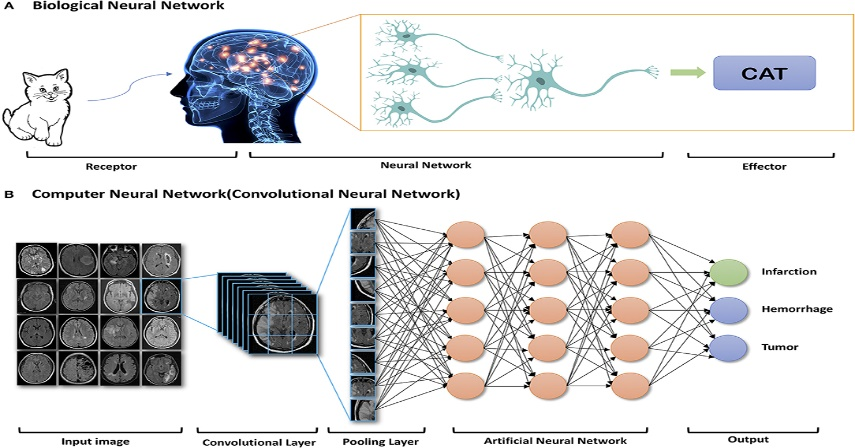 A Biological Neural Network
CAT
Receptor
Neural Network
Effector
B Computer Neural Network(Convolutional Neural Network)
Infarction
Hemorrhage
Tumor
Input image
Convolutional Layer
Pooling Layer
Artificial Neural Network
Output